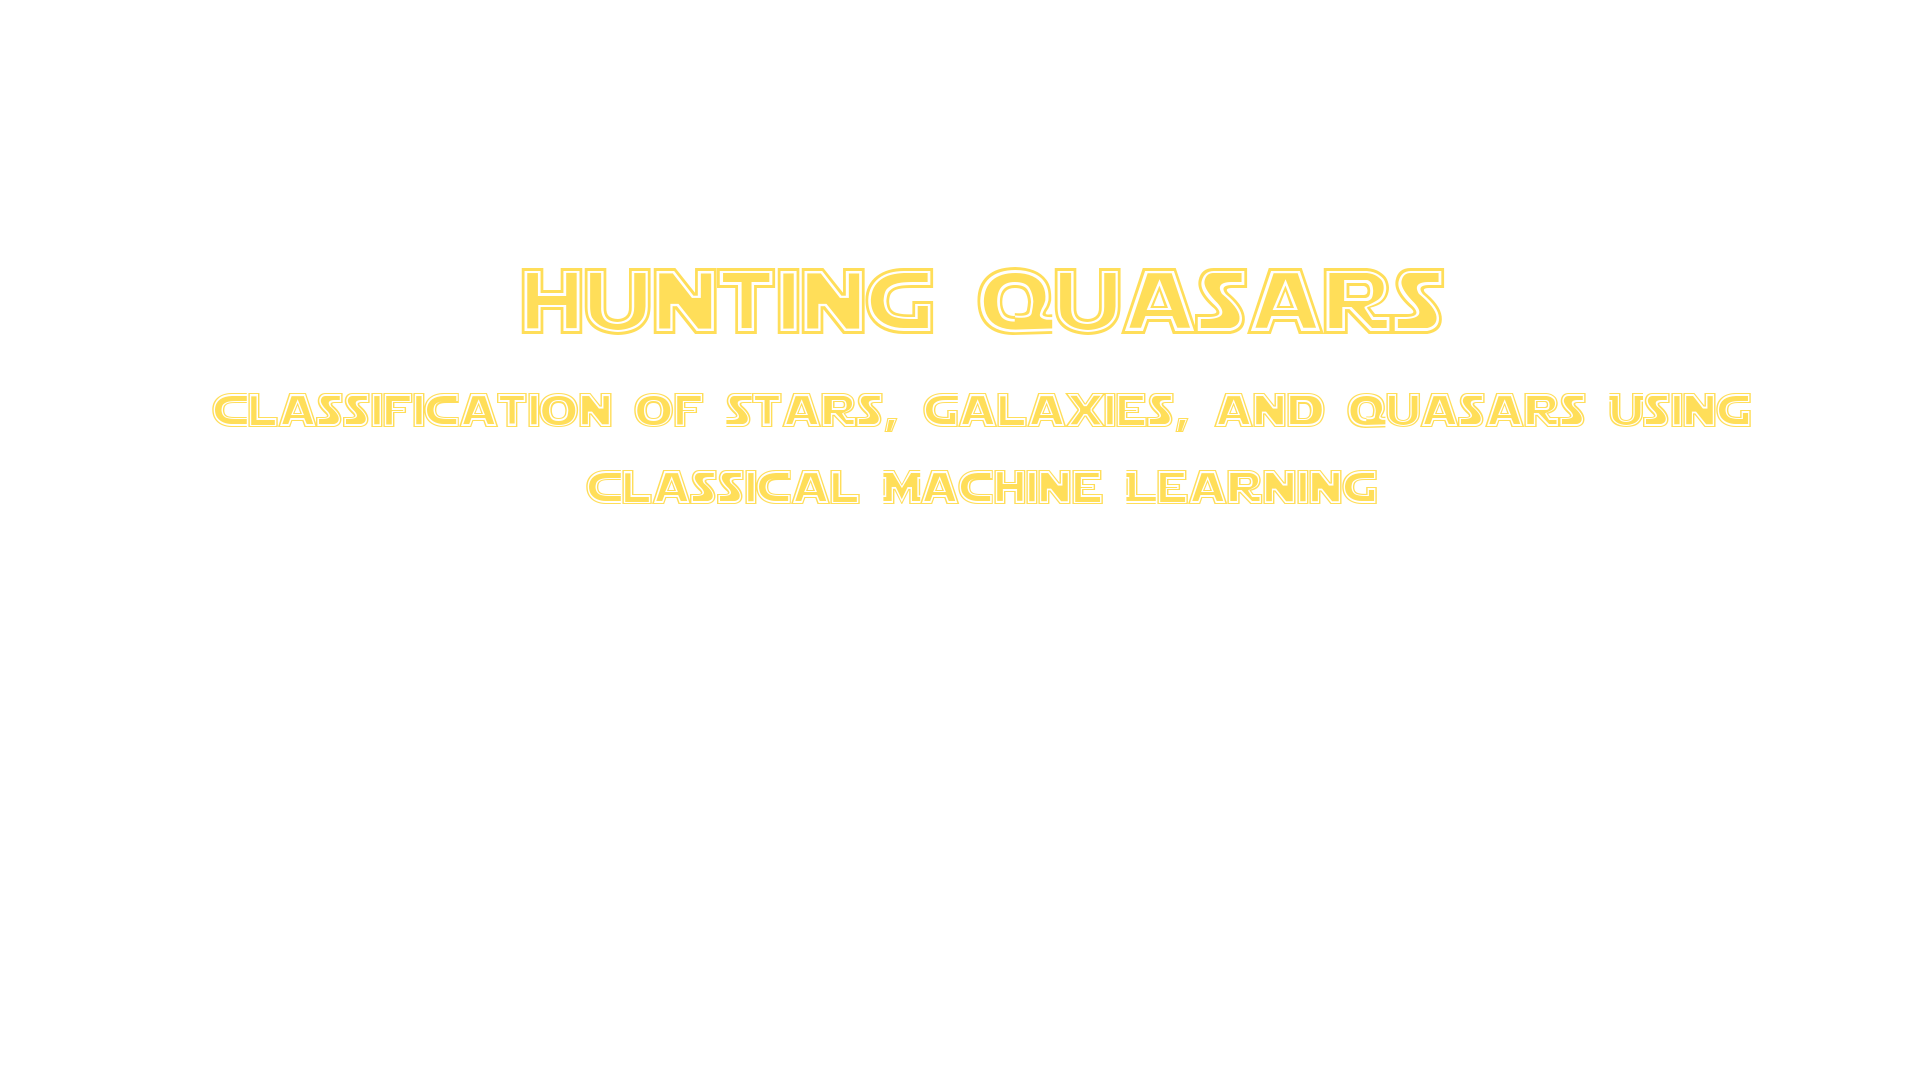 HUNTING QUASARS
CLASSIFICATION OF STARS, GALAXIES, AND QUASARS USING
CLASSICAL MACHINE LEARNING